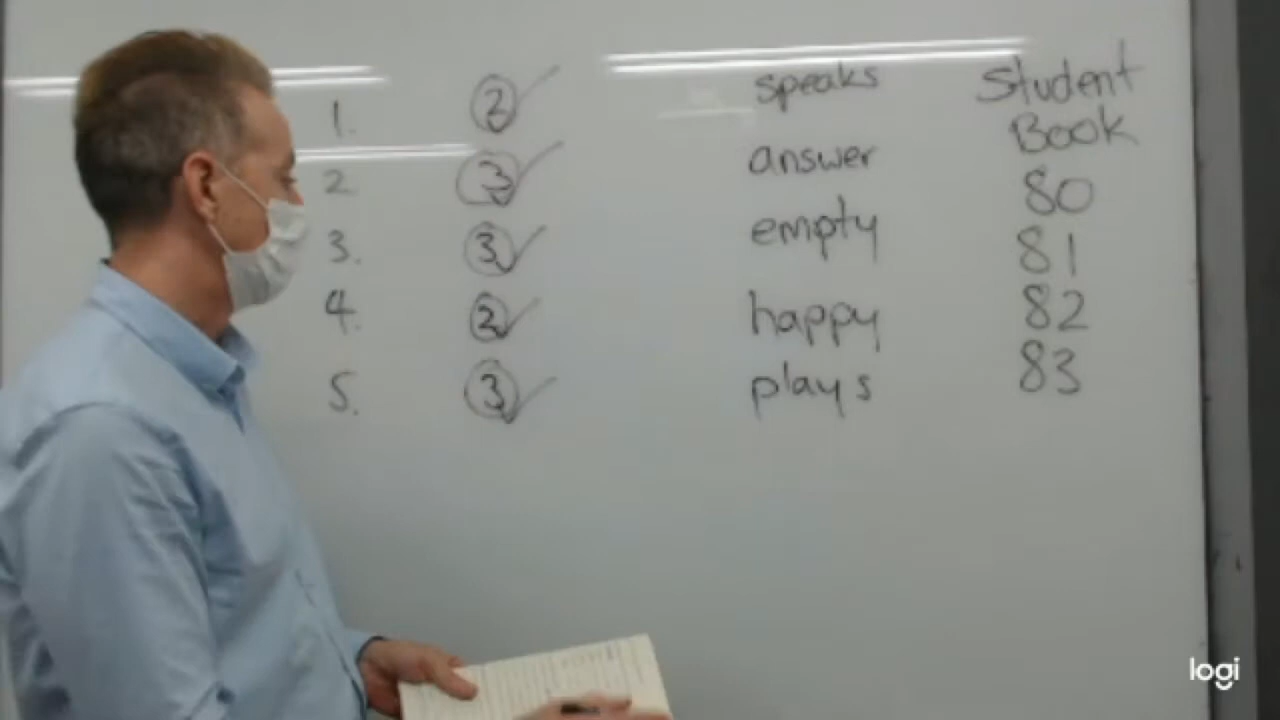 1. ② ✓
2. ③ ✓
3. ③ ✓
4. ② ✓
5. ③ ✓
speaks
answer
empty
happy
plays
Student
Book
80
81
82
83
logi